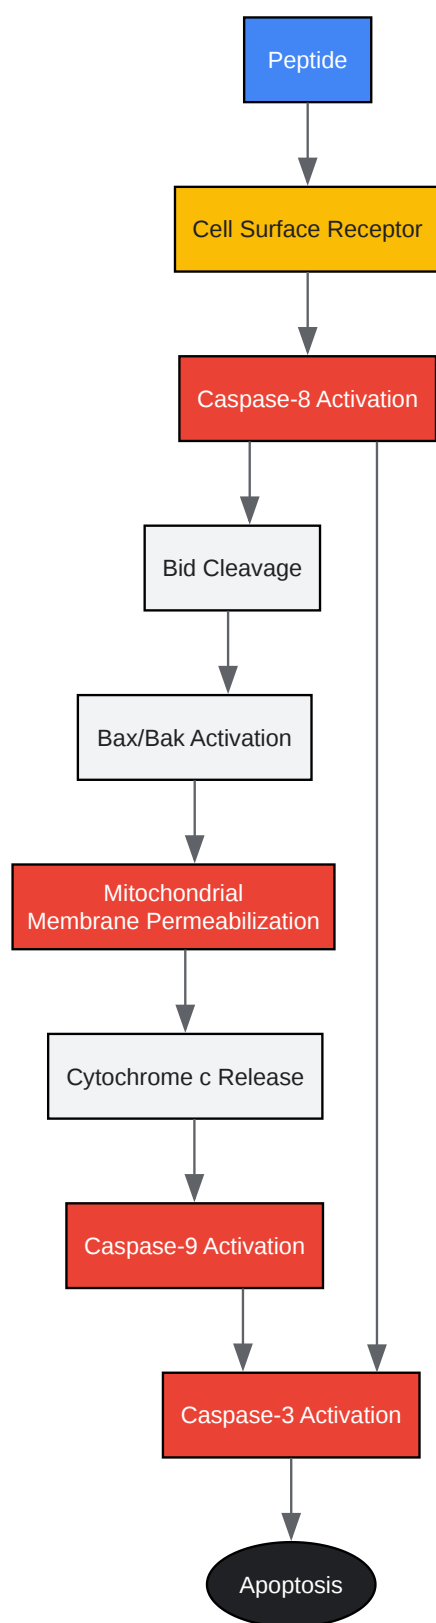 Peptide
Cell Surface Receptor
Caspase-8 Activation
Bid Cleavage
Bax/Bak Activation
Mitochondrial
Membrane Permeabilization
Cytochrome c Release
Caspase-9 Activation
Caspase-3 Activation
Apoptosis